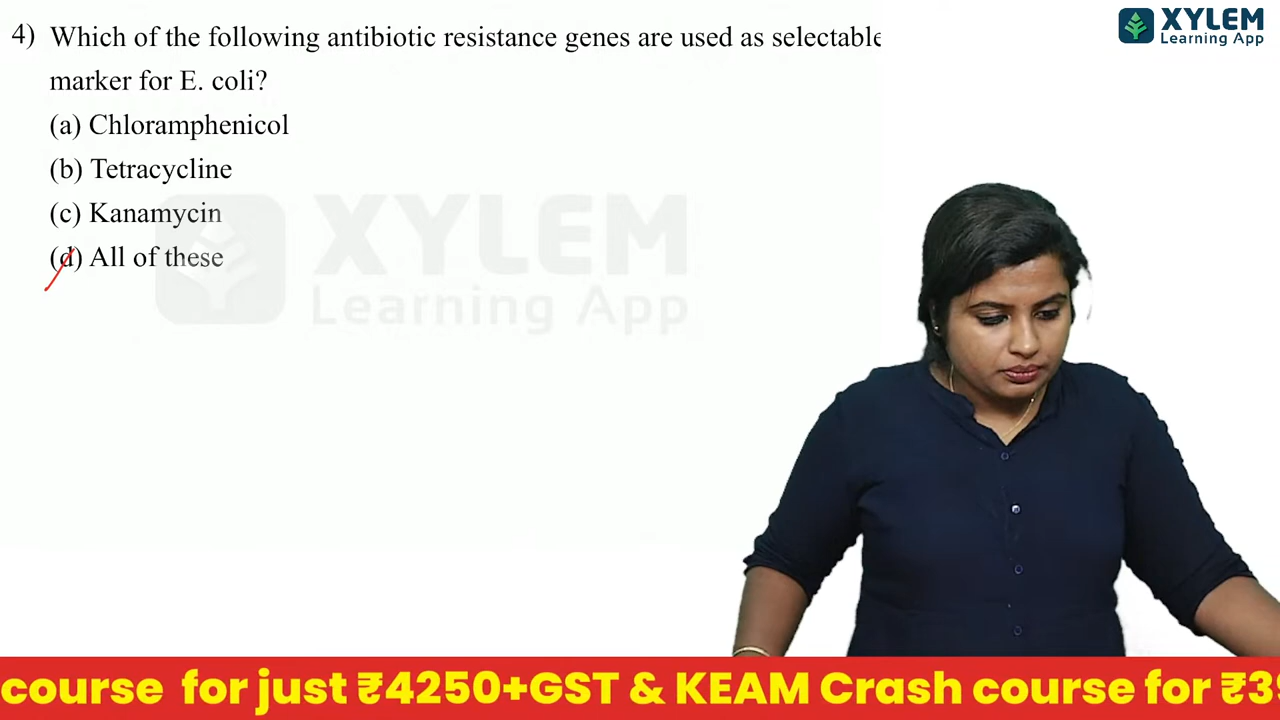 4) Which of the following antibiotic resistance genes are used as selectable
marker for E. coli?
(a) Chloramphenicol
(b) Tetracycline
(c) Kanamycin
(d) All of these
XYLEM
Learning App
XYLEM
Learning App
course for just ₹4250+GST & KEAM Crash course for ₹39